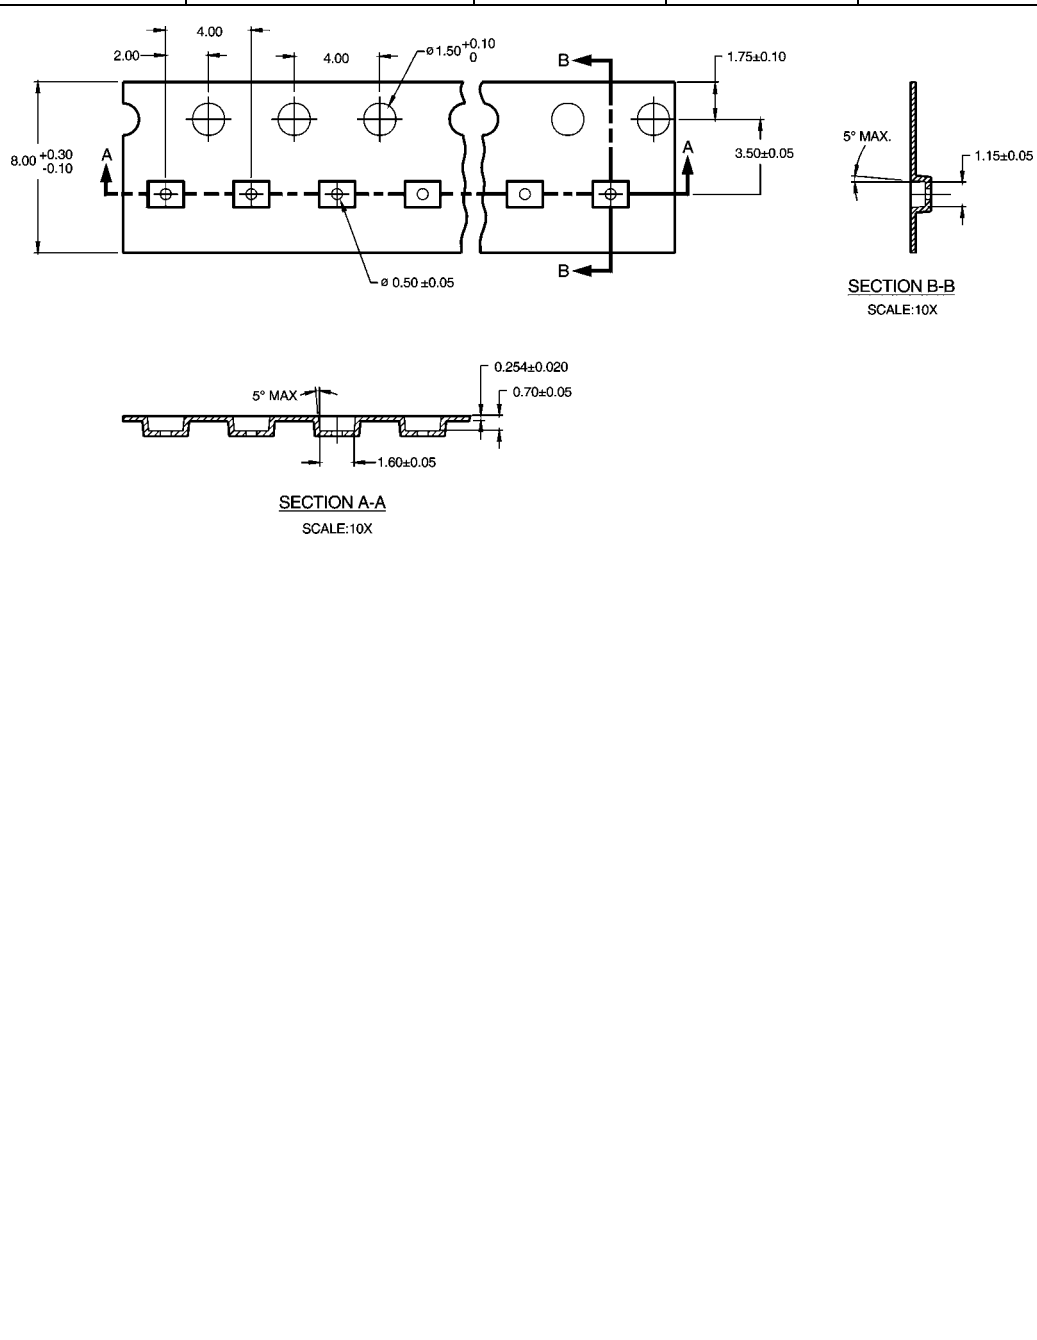 4.00
2.00
4.00
ø1.50 +0.10
0
B
1.75±0.10
8.00 +0.30
-0.10
A
A
3.50±0.05
5° MAX.
1.15±0.05
B
ø 0.50 ±0.05
SECTION B-B
SCALE:10X
0.254±0.020
5° MAX
0.70±0.05
1.60±0.05
SECTION A-A
SCALE:10X